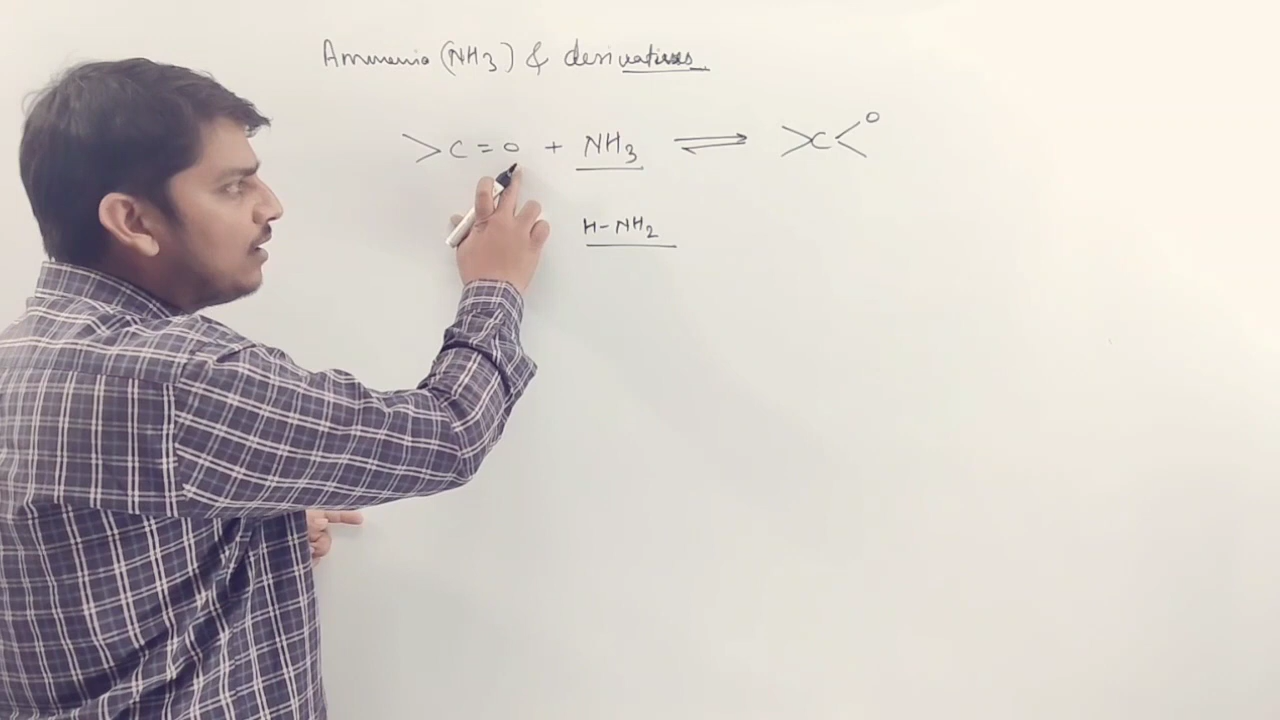 Ammonia (NH3) & derivatives
>C=O + NH3 ⇌ >C<O
H-NH2